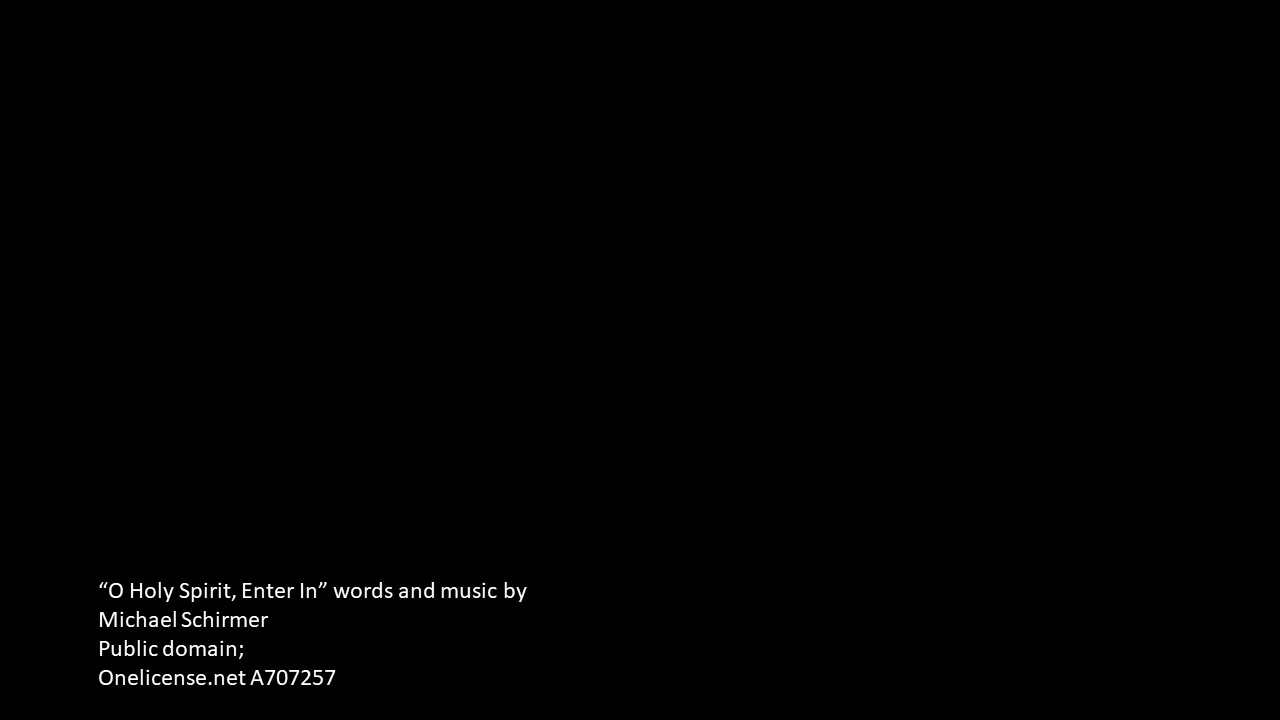 “O Holy Spirit, Enter In” words and music by
Michael Schirmer
Public domain;
Onelicense.net A707257